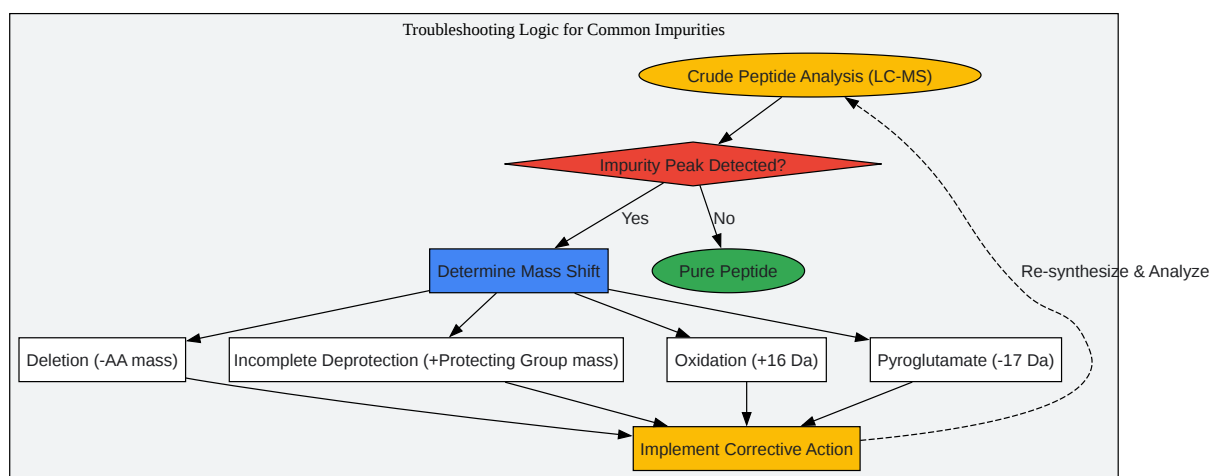 Troubleshooting Logic for Common Impurities
Crude Peptide Analysis (LC-MS)
Impurity Peak Detected?
Yes
No
Determine Mass Shift
Pure Peptide
Re-synthesize & Analyze
Deletion (-AA mass)
Incomplete Deprotection (+Protecting Group mass)
Oxidation (+16 Da)
Pyroglutamate (-17 Da)
Implement Corrective Action